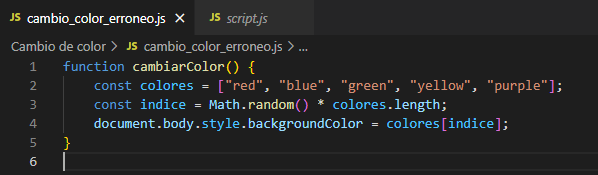 JS cambio_color_erroneo.js × JS script.js
Cambio de color > JS cambio_color_erroneo.js > ...
1 function cambiarColor() {
2 const colores = ["red", "blue", "green", "yellow", "purple"];
3 const indice = Math.random() * colores.length;
4 document.body.style.backgroundColor = colores[indice];
5 }
6